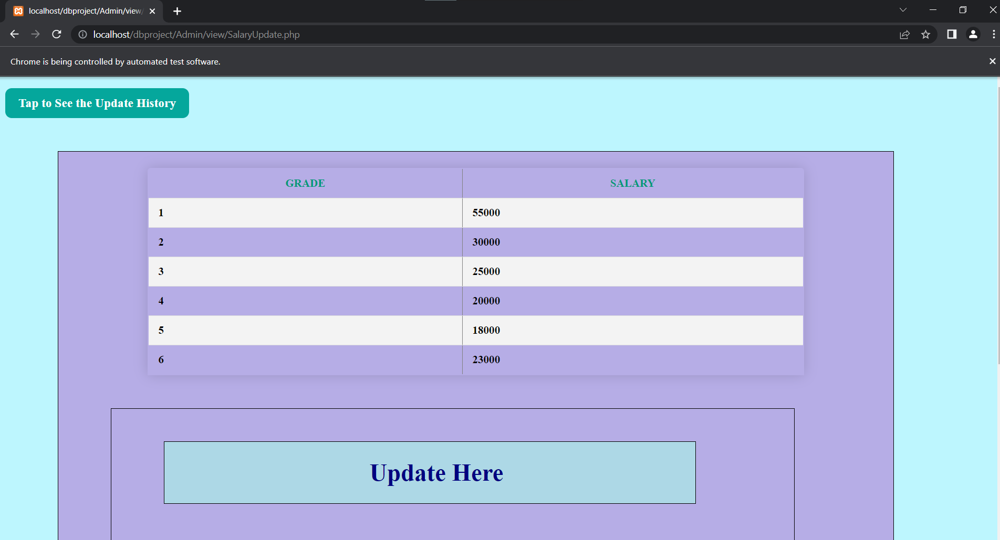 localhost/dbproject/Admin/view/
localhost/dbproject/Admin/view/SalaryUpdate.php
Chrome is being controlled by automated test software.
Tap to See the Update History
GRADE SALARY
1 55000
2 30000
3 25000
4 20000
5 18000
6 23000
Update Here